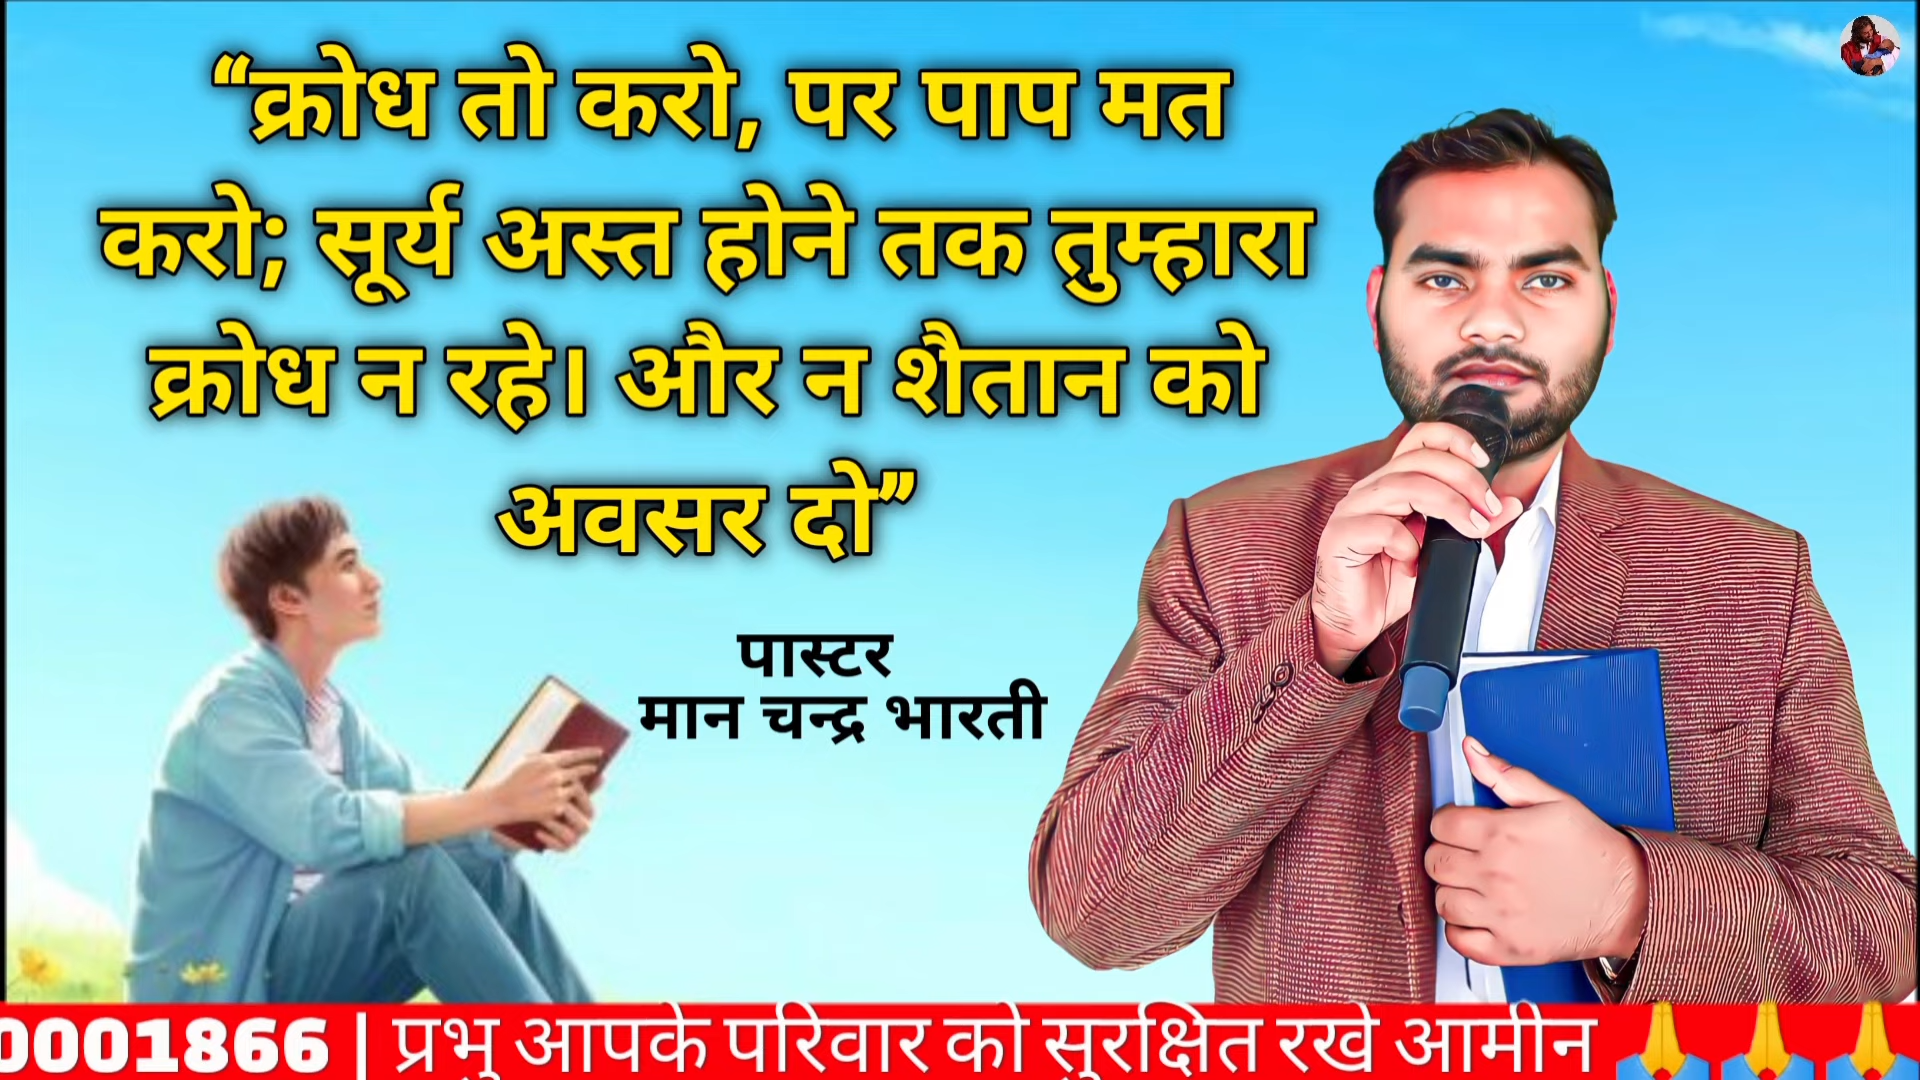 “क्रोध तो करो, पर पाप मत
करो; सूर्य अस्त होने तक तुम्हारा
क्रोध न रहे। और न शैतान को
अवसर दो”
पास्टर
मान चन्द्र भारती
0001866 | प्रभु आपके परिवार को सुरक्षित रखे आमीन 🙏 🙏 🙏